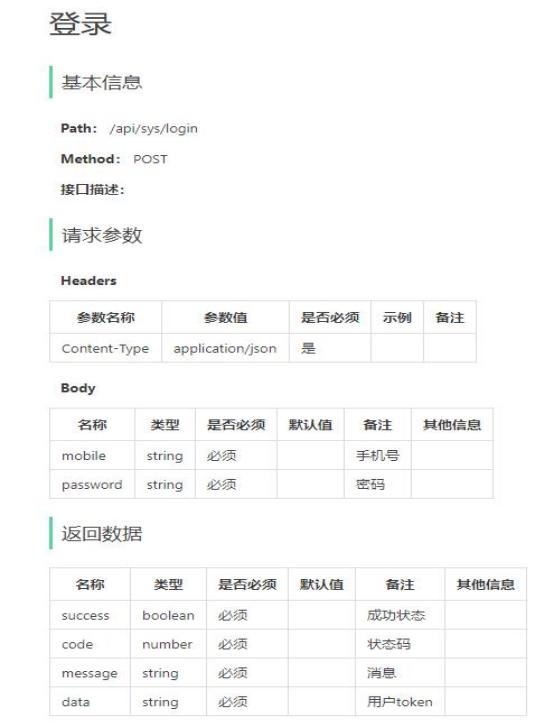 登录
基本信息
Path： /api/sys/login
Method： POST
接口描述：
请求参数
Headers
参数名称 参数值 是否必须 示例 备注
Content-Type application/json 是
Body
名称 类型 是否必须 默认值 备注 其他信息
mobile string 必须 手机号
password string 必须 密码
返回数据
名称 类型 是否必须 默认值 备注 其他信息
success boolean 必须 成功状态
code number 必须 状态码
message string 必须 消息
data string 必须 用户token